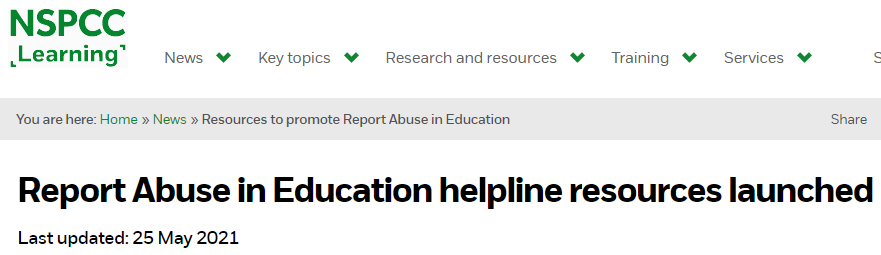 NSPCC
Learning
News Key topics Research and resources Training Services S
You are here: Home » News » Resources to promote Report Abuse in Education Share
Report Abuse in Education helpline resources launched
Last updated: 25 May 2021